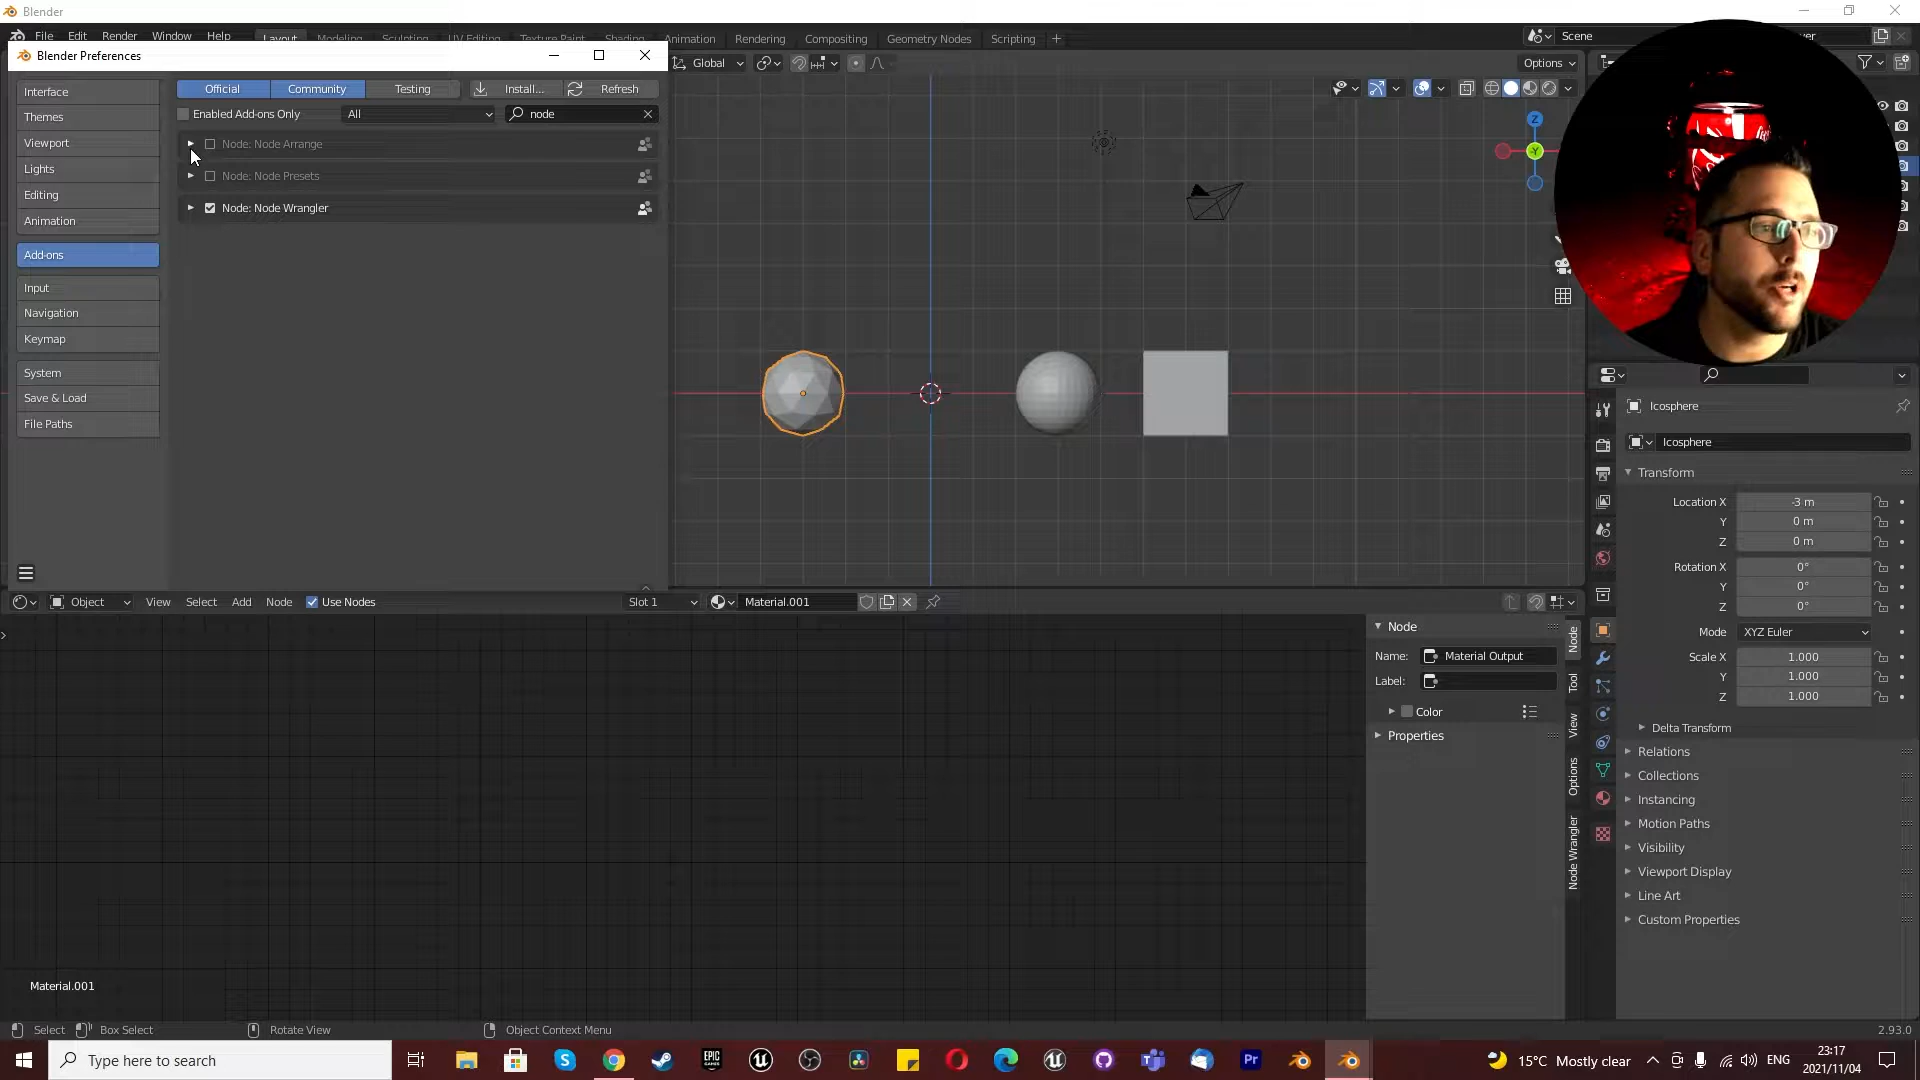 Blender
File Edit Render Window Help Layout Modeling Sculpting UV Editing Texture Paint Shading Animation Rendering Compositing Geometry Nodes Scripting + Scene
Blender Preferences
Global Options
Interface
Themes
Viewport
Lights
Editing
Animation
Add-ons
Input
Navigation
Keymap
System
Save & Load
File Paths
Official Community Testing Install... Refresh
Enabled Add-ons Only All node
Node: Node Arrange
Node: Node Presets
Node: Node Wrangler
Z
-Y
Icosphere
Icosphere
Transform
Location X -3 m
Y 0 m
Z 0 m
Rotation X 0°
Y 0°
Z 0°
Mode XYZ Euler
Scale X 1.000
Y 1.000
Z 1.000
Delta Transform
Relations
Collections
Instancing
Motion Paths
Visibility
Viewport Display
Line Art
Custom Properties
Object View Select Add Node Use Nodes Slot 1 Material.001
Node
Name: Material Output
Label:
Color
Properties
Node
Tool
View
Options
Node Wrangler
Material.001
Select Box Select Rotate View Object Context Menu 2.93.0
Type here to search
EPIC GAMES
Pr
15°C Mostly clear ENG
23:17
2021/11/04